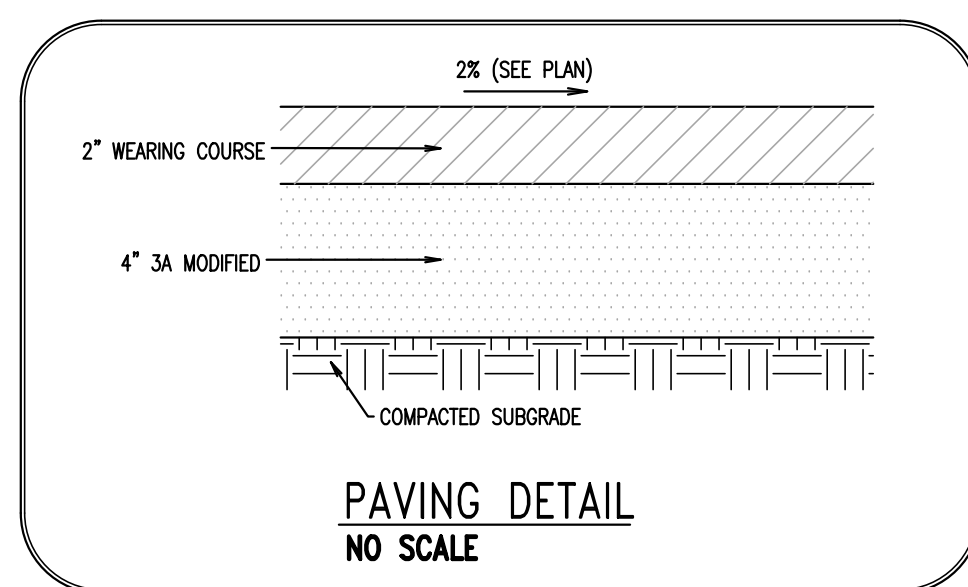 2% (SEE PLAN)
2" WEARING COURSE
4" 3A MODIFIED
COMPACTED SUBGRADE
PAVING DETAIL
NO SCALE